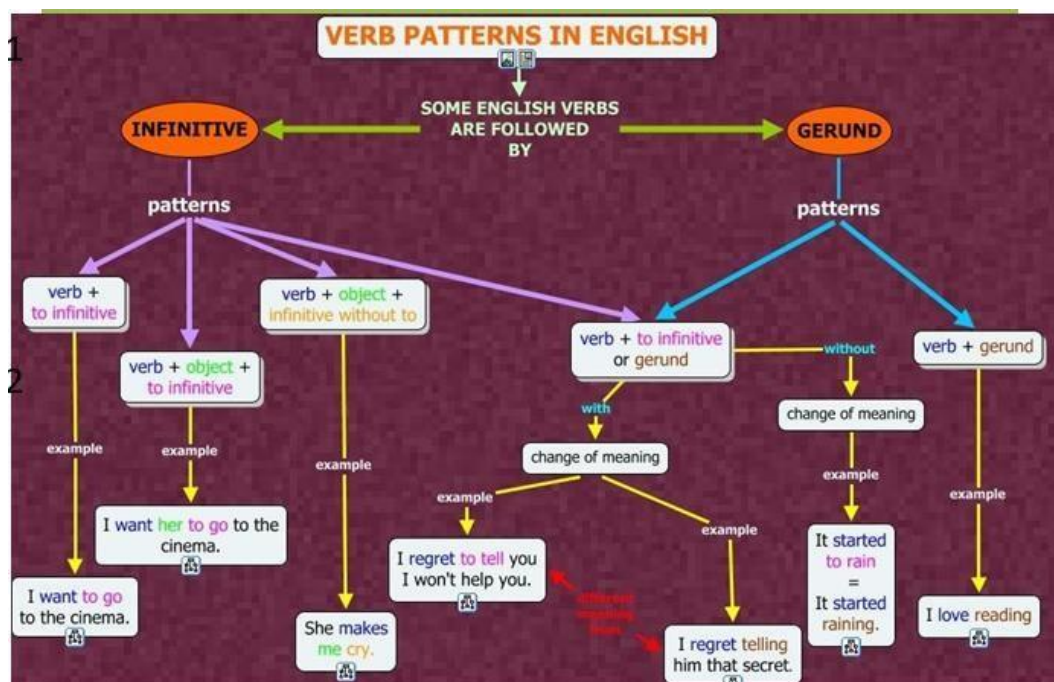 1
VERB PATTERNS IN ENGLISH
SOME ENGLISH VERBS
ARE FOLLOWED
BY
INFINITIVE
GERUND
patterns
patterns
verb +
to infinitive
verb + object +
infinitive without to
verb + to infinitive
or gerund
without
verb + gerund
2
verb + object +
to infinitive
with
change of meaning
example
example
example
change of meaning
example
example
example
example
I want her to go to the
cinema.
I regret to tell you
I won't help you.
It started
to rain
=
It started
raining.
I want to go
to the cinema.
She makes
me cry.
different
meaning
I regret telling
him that secret.
I love reading